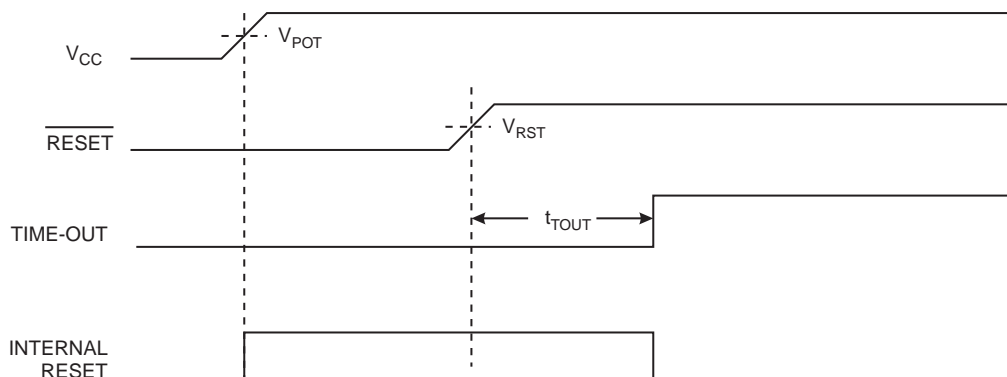 V_POT
V_CC
RESET
V_RST
t_TOUT
TIME-OUT
INTERNAL
RESET